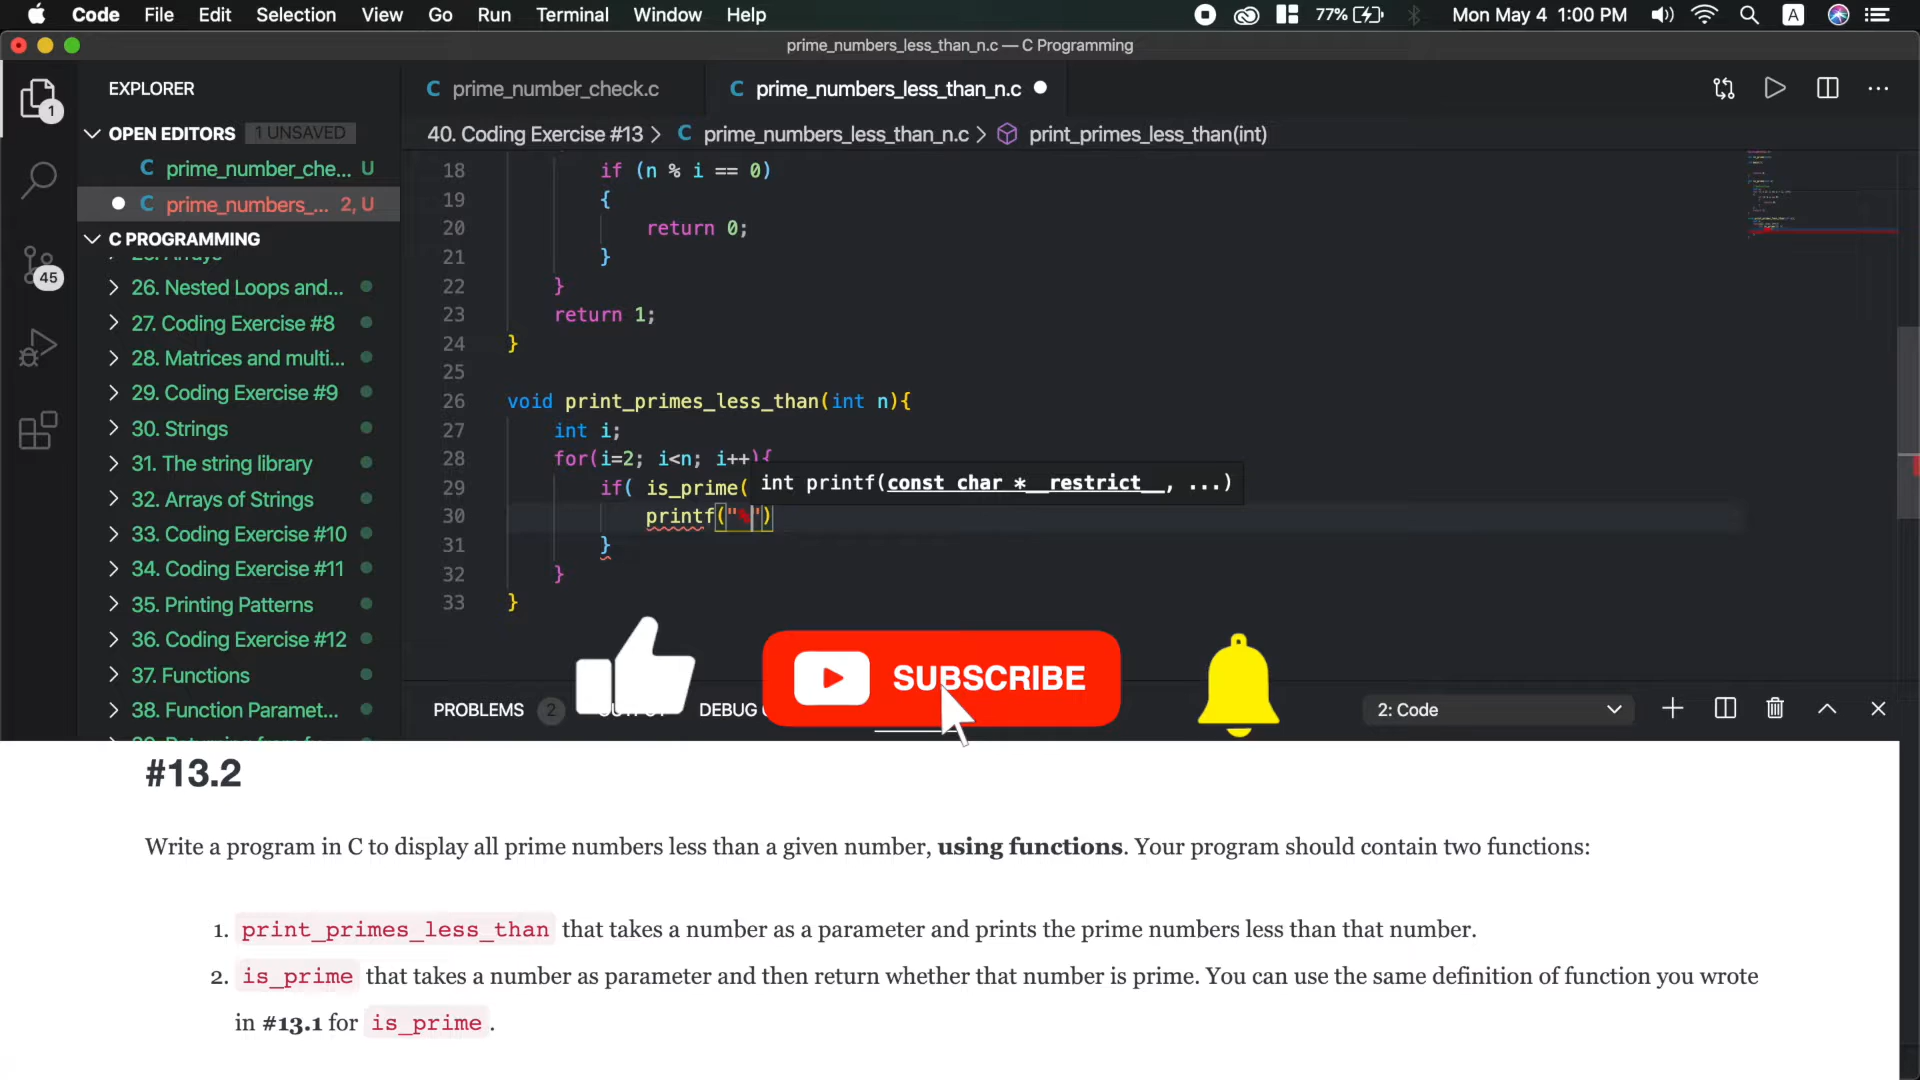 Code File Edit Selection View Go Run Terminal Window Help 77% Mon May 4 1:00 PM A
prime_numbers_less_than_n.c — C Programming
EXPLORER
OPEN EDITORS 1 UNSAVED
C prime_number_che... U
C prime_numbers_... 2, U
C PROGRAMMING
26. Nested Loops and...
27. Coding Exercise #8
28. Matrices and multi...
29. Coding Exercise #9
30. Strings
31. The string library
32. Arrays of Strings
33. Coding Exercise #10
34. Coding Exercise #11
35. Printing Patterns
36. Coding Exercise #12
37. Functions
38. Function Paramet...
1
45
C prime_number_check.c C prime_numbers_less_than_n.c
40. Coding Exercise #13 > C prime_numbers_less_than_n.c > print_primes_less_than(int)
18 if (n % i == 0)
19 {
20 return 0;
21 }
22 }
23 return 1;
24 }
25
26 void print_primes_less_than(int n){
27 int i;
28 for(i=2; i<n; i++){
29 if( is_prime(
int printf(const char *__restrict__, ...)
30 printf("%")
31 }
32 }
33 }
SUBSCRIBE
PROBLEMS 2 DEBUG 2: Code
#13.2
Write a program in C to display all prime numbers less than a given number, using functions. Your program should contain two functions:
1. print_primes_less_than that takes a number as a parameter and prints the prime numbers less than that number.
2. is_prime that takes a number as parameter and then return whether that number is prime. You can use the same definition of function you wrote
in #13.1 for is_prime .